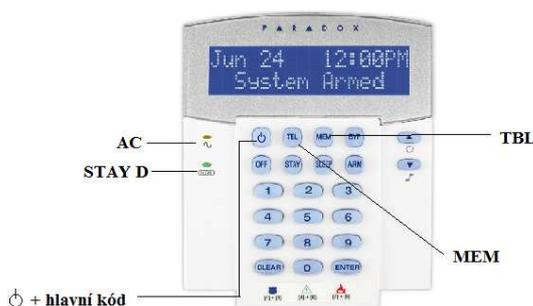 PARADOX
Jun 24 12:00PM
System Armed
AC
STAY D
TBL
TEL MEM BYP
OFF STAY SLEEP ARM
1 2 3
4 5 6
7 8 9
CLEAR 0 ENTER
MEM
+ hlavní kód